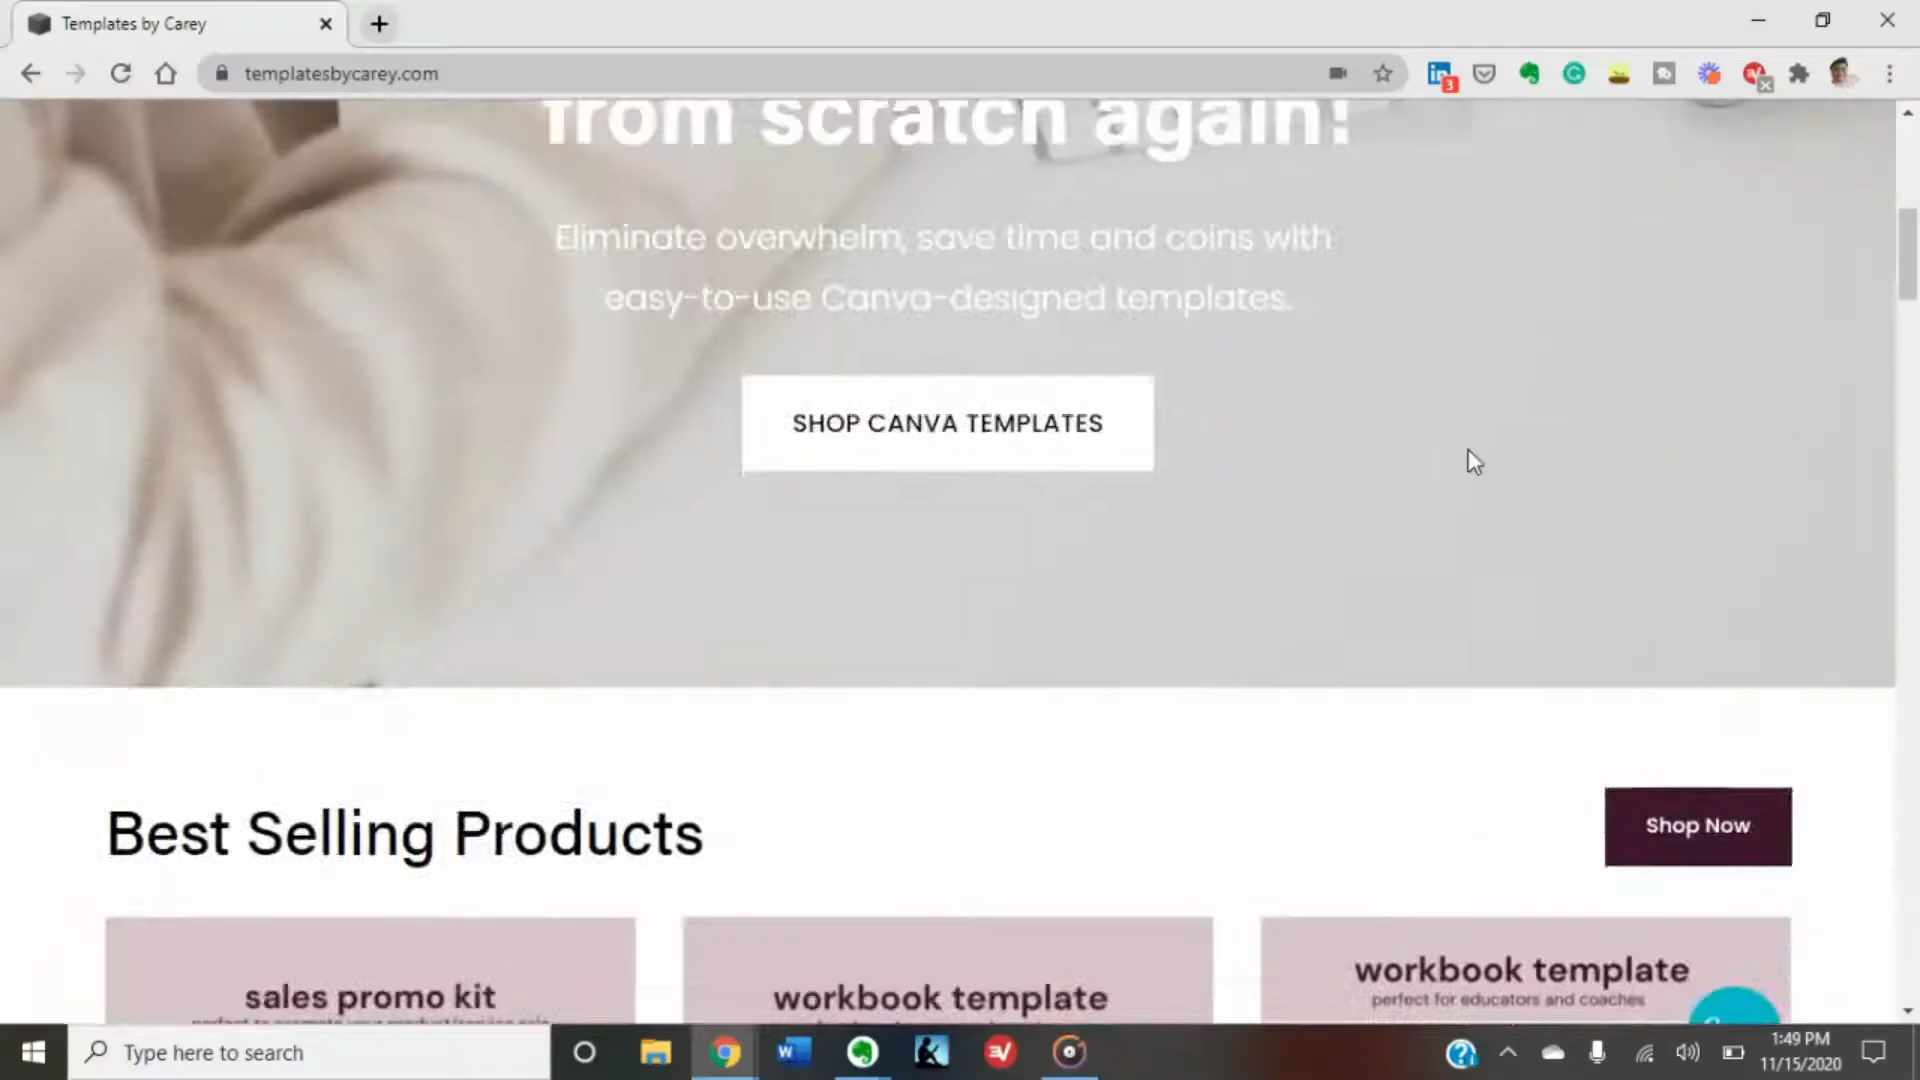 Templates by Carey
templatesbycarey.com
3
from scratch again!
Eliminate overwhelm, save time and coins with
easy-to-use Canva-designed templates.
SHOP CANVA TEMPLATES
Best Selling Products
Shop Now
sales promo kit
workbook template
workbook template
perfect for educators and coaches
Type here to search
1:49 PM
11/15/2020